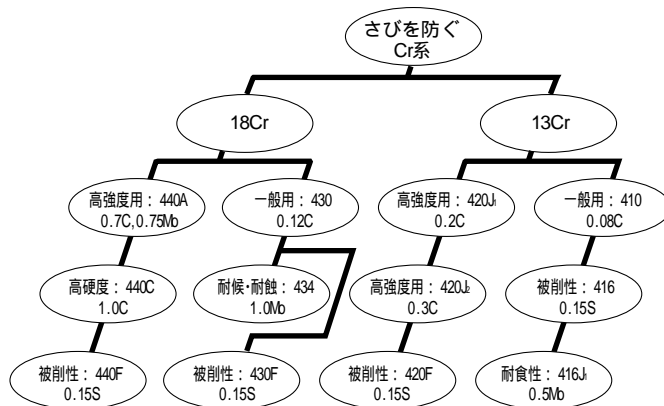 さびを防ぐ
Cr系
18Cr
13Cr
高強度用：440A
0.7C,0.75Mb
一般用：430
0.12C
高強度用：420J1
0.2C
一般用：410
0.08C
高硬度：440C
1.0C
耐候･耐蝕：434
1.0Mb
高強度用：420J2
0.3C
被削性：416
0.15S
被削性：440F
0.15S
被削性：430F
0.15S
被削性：420F
0.15S
耐食性：416J1
0.5Mb